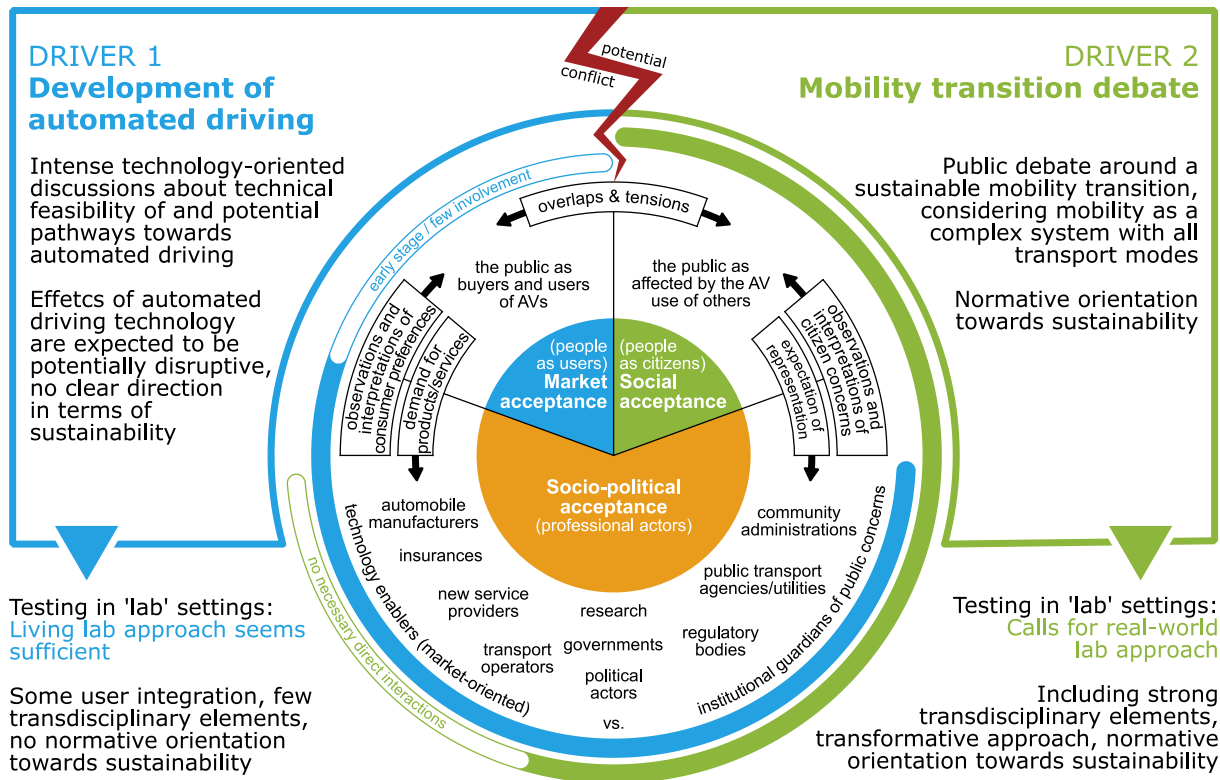 DRIVER 1
Development of
automated driving
Intense technology-oriented
discussions about technical
feasibility of and potential
pathways towards
automated driving
Effetcs of automated
driving technology
are expected to be
potentially disruptive,
no clear direction
in terms of
sustainability
Testing in 'lab' settings:
Living lab approach seems
sufficient
Some user integration, few
transdisciplinary elements,
no normative orientation
towards sustainability
potential
conflict
overlaps & tensions
early stage / few involvement
the public as
buyers and users
of AVs
the public as
affected by the AV
use of others
observations and
interpretations of
consumer preferences
demand for
products/services
observations and
interpretations of
citizen concerns
expectation of
representation
(people
as users)
Market
acceptance
(people
as citizens)
Social
acceptance
Socio-political
acceptance
(professional actors)
automobile
manufacturers
insurances
new service
providers
transport
operators
research
governments
political
actors
vs.
community
administrations
public transport
agencies/utilities
regulatory
bodies
technology enablers (market-oriented)
institutional guardians of public concerns
no necessary direct interactions
DRIVER 2
Mobility transition debate
Public debate around a
sustainable mobility transition,
considering mobility as a
complex system with all
transport modes
Normative orientation
towards sustainability
Testing in 'lab' settings:
Calls for real-world
lab approach
Including strong
transdisciplinary elements,
transformative approach, normative
orientation towards sustainability